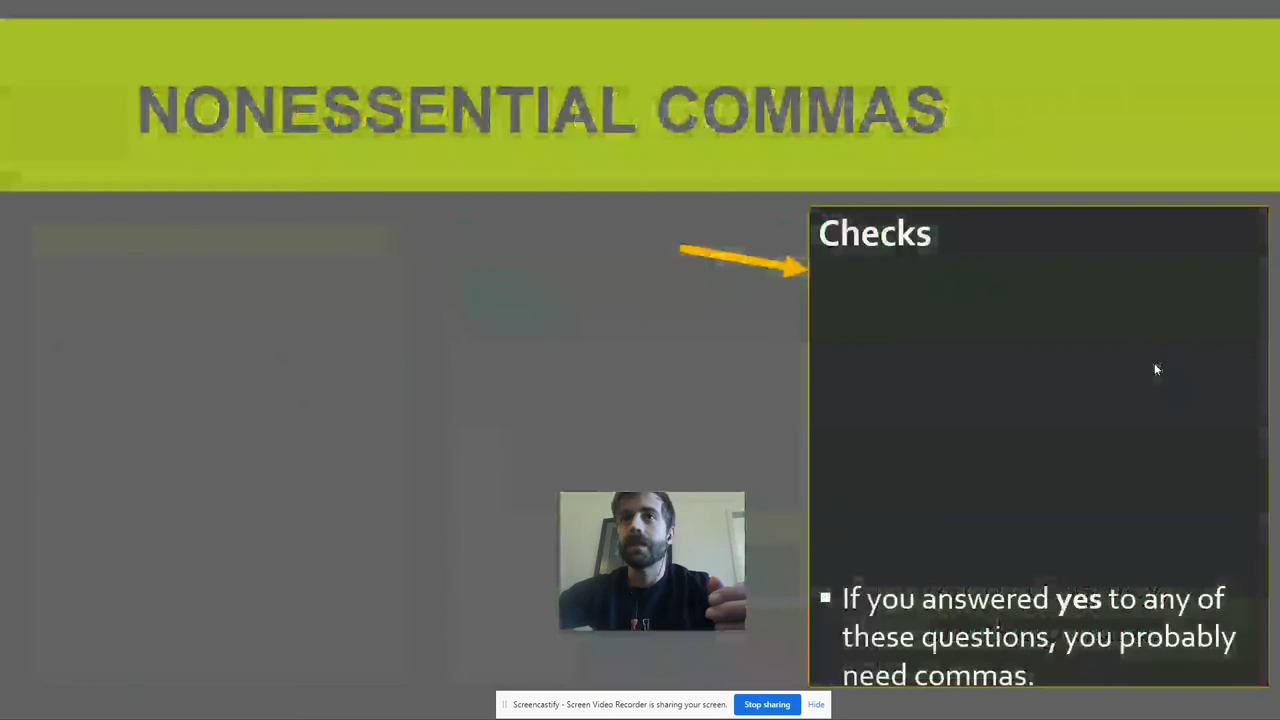 NONESSENTIAL COMMAS
Checks
If you answered yes to any of
these questions, you probably
need commas.
Screencastify - Screen Video Recorder is sharing your screen.
Stop sharing
Hide